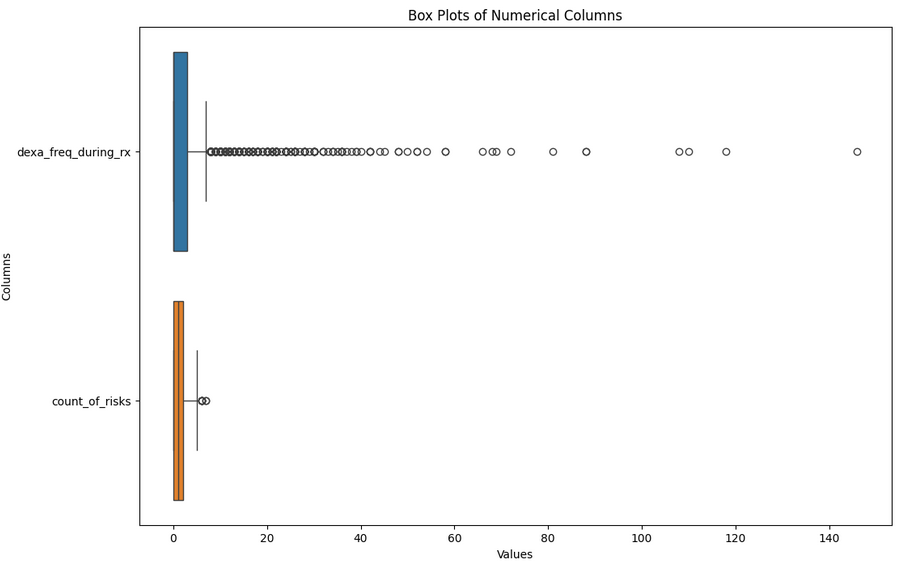 Box Plots of Numerical Columns
dexa_freq_during_rx
count_of_risks
Columns
0 20 40 60 80 100 120 140
Values